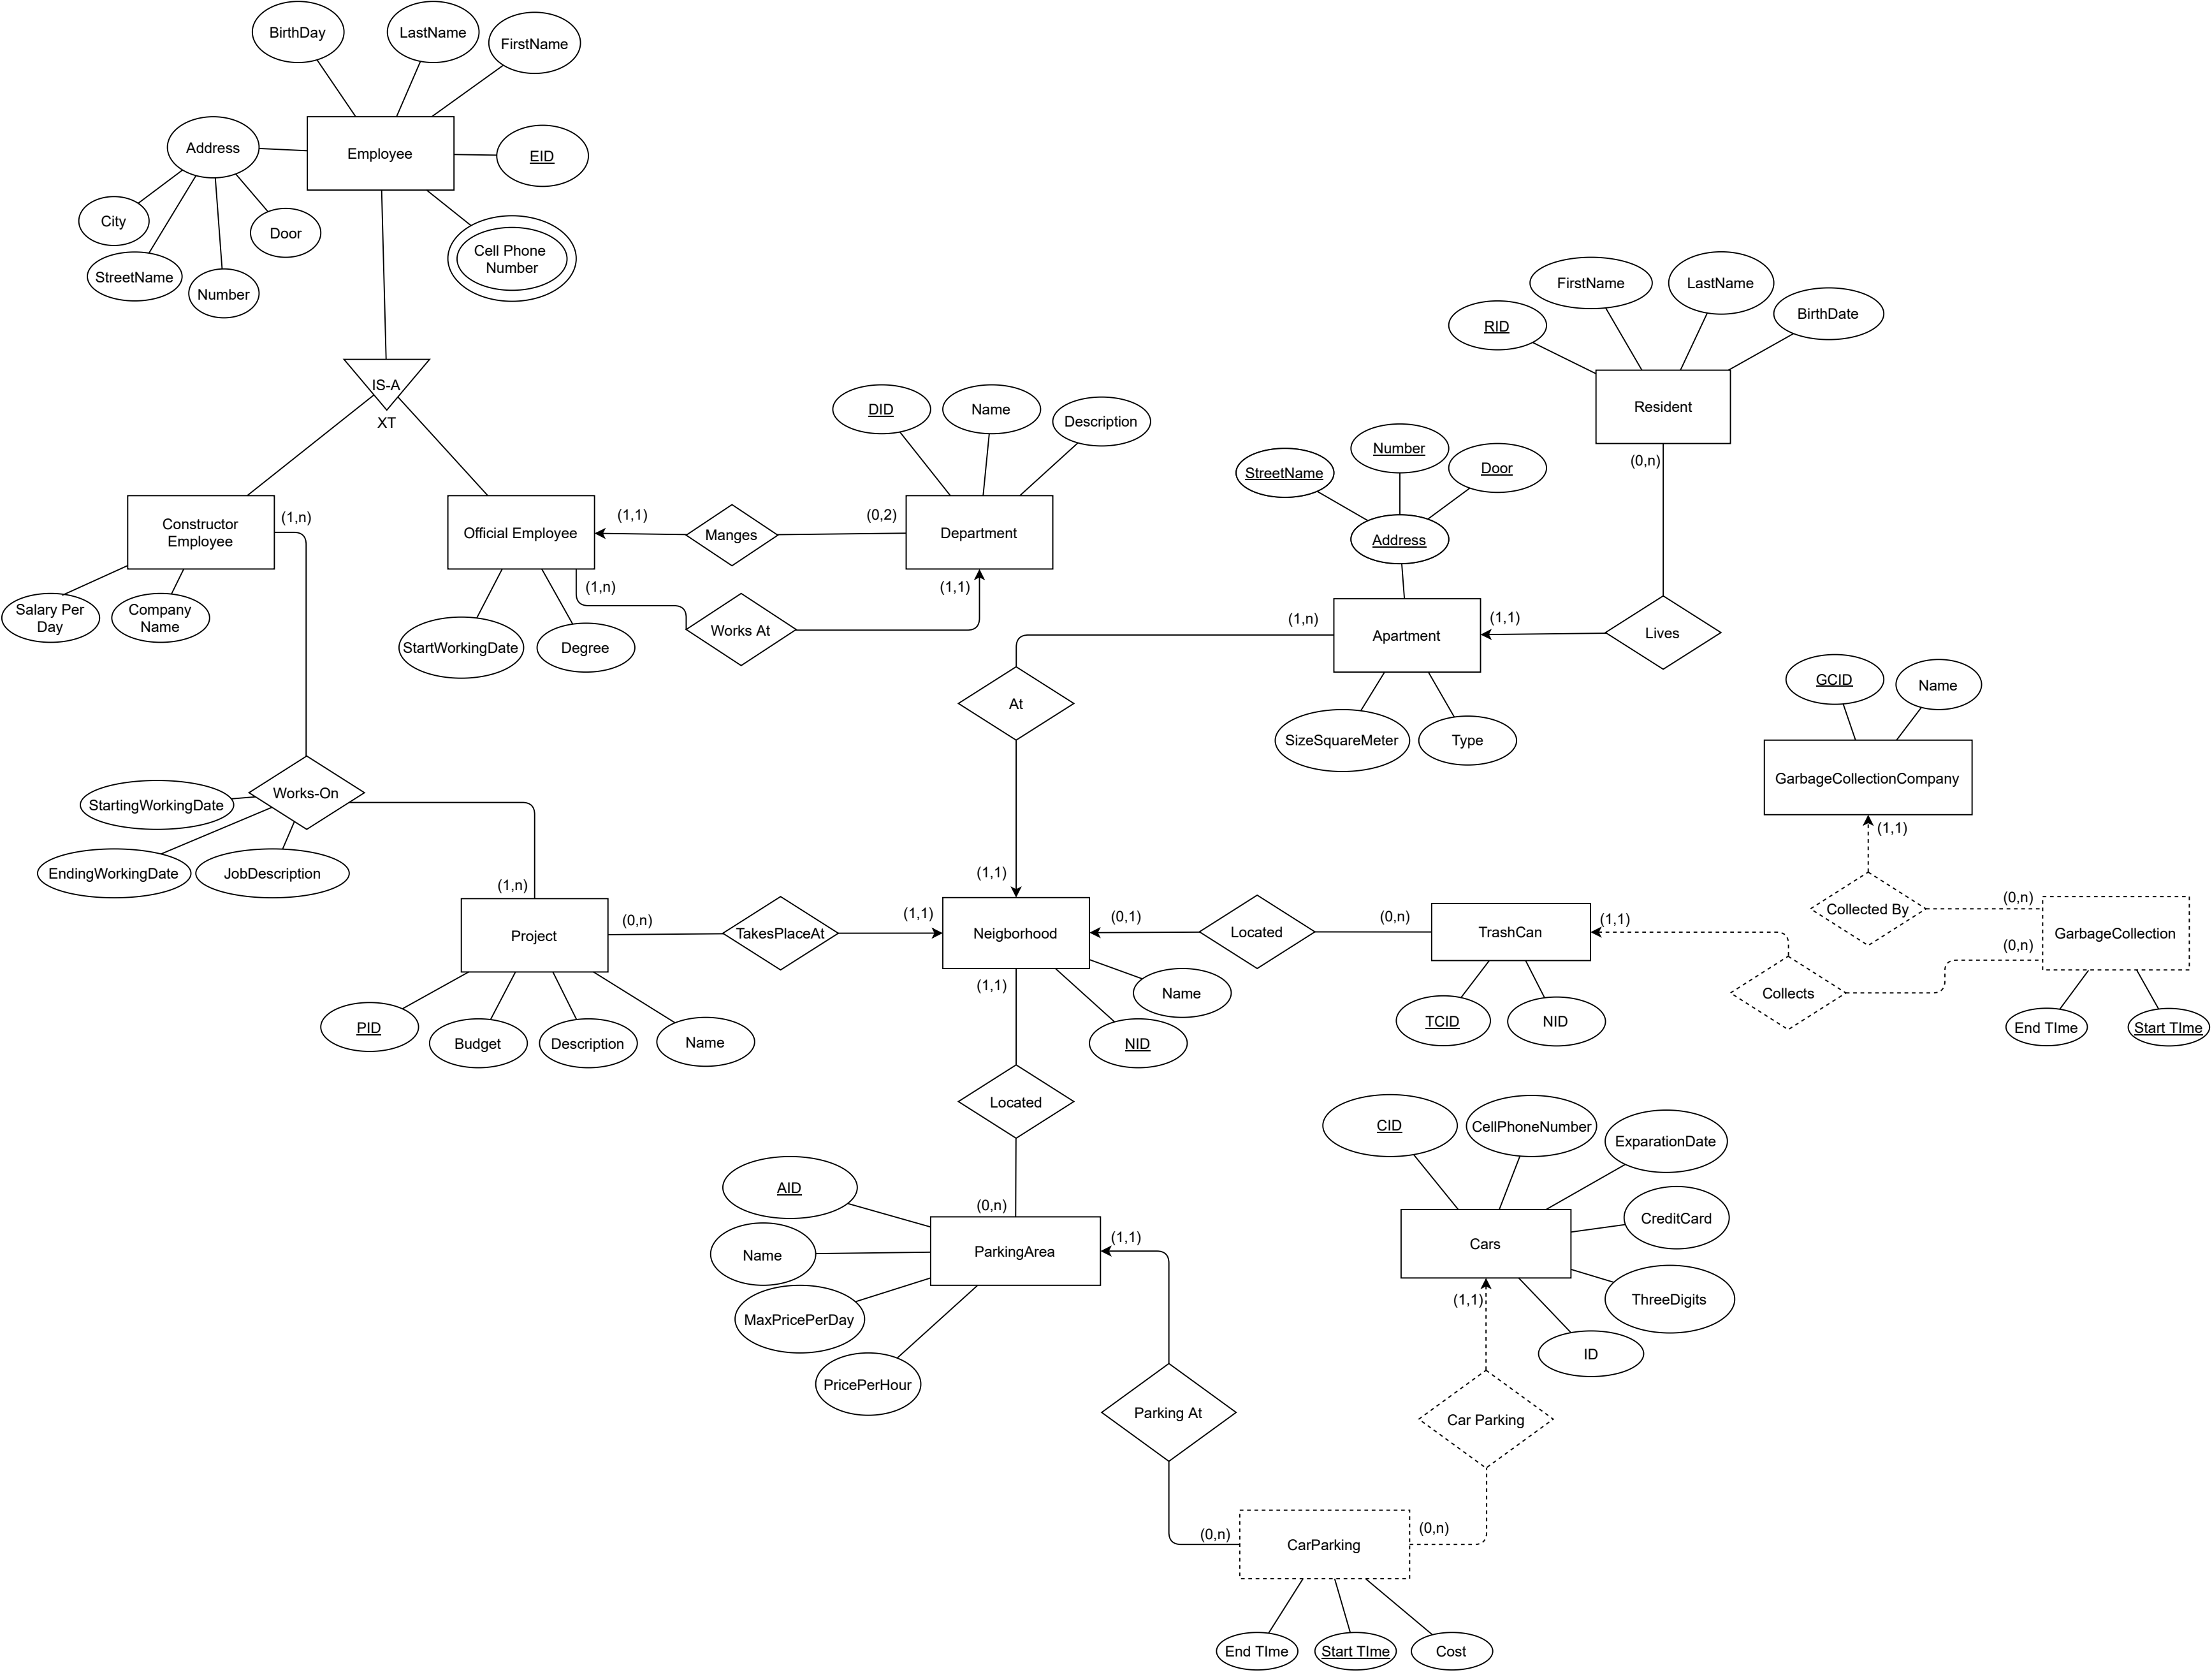 BirthDay
LastName
FirstName
Address
Employee
EID
City
Door
StreetName
Number
Cell Phone
Number
IS-A
XT
FirstName
LastName
RID
BirthDate
Resident
(0,n)
DID
Name
Description
Number
StreetName
Door
Address
Constructor
Employee
(1,n)
Official Employee
(1,1)
Manges
(0,2)
Department
Salary Per
Day
Company
Name
(1,n)
(1,1)
Works At
StartWorkingDate
Degree
(1,n)
Apartment
(1,1)
Lives
At
SizeSquareMeter
Type
GCID
Name
GarbageCollectionCompany
(1,1)
StartingWorkingDate
Works-On
EndingWorkingDate
JobDescription
(1,n)
(1,1)
Collected By
(0,n)
Project
(0,n)
TakesPlaceAt
(1,1)
Neigborhood
(0,1)
Located
(0,n)
TrashCan
(1,1)
GarbageCollection
(0,n)
Collects
(1,1)
Name
NID
TCID
NID
End TIme
Start TIme
PID
Budget
Description
Name
Located
CID
CellPhoneNumber
ExparationDate
AID
(0,n)
CreditCard
Name
ParkingArea
(1,1)
Cars
MaxPricePerDay
(1,1)
ThreeDigits
ID
PricePerHour
Parking At
Car Parking
(0,n)
CarParking
(0,n)
End TIme
Start TIme
Cost